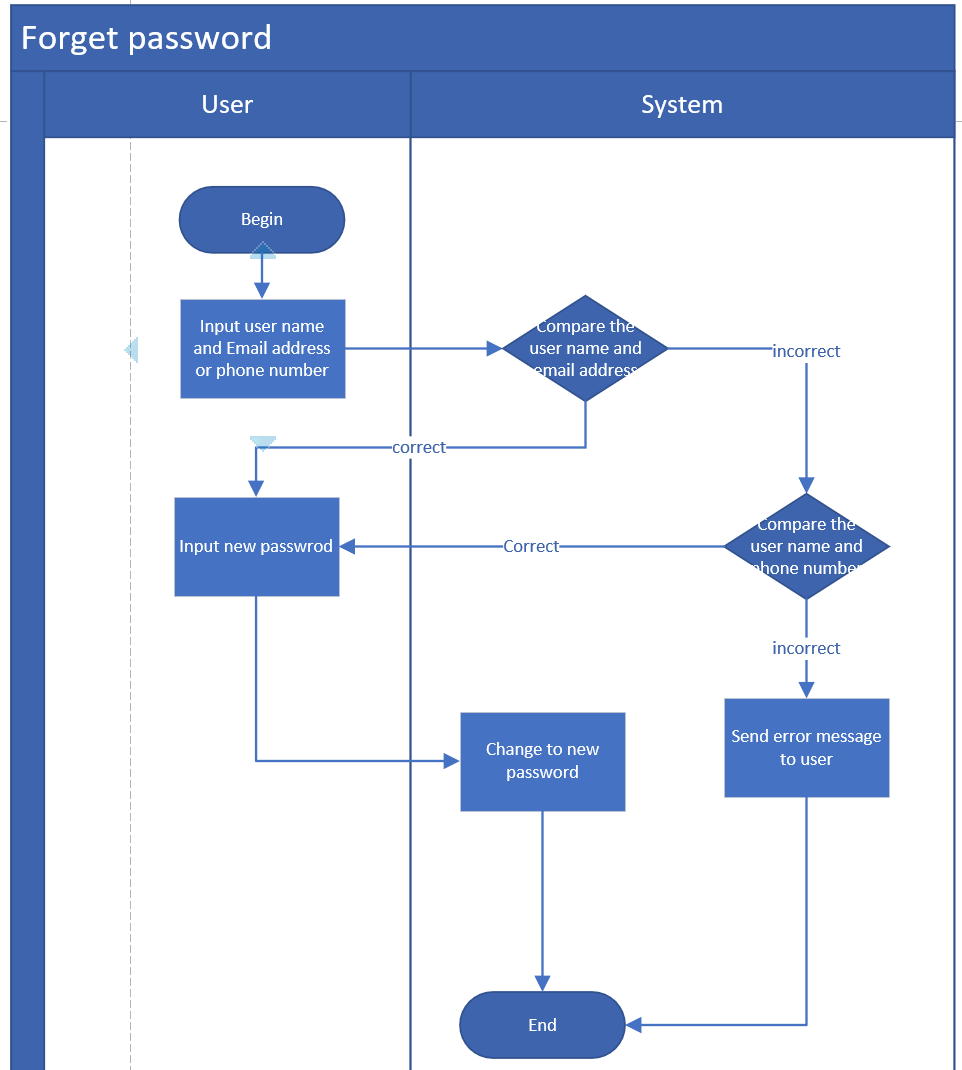 Forget password
User
System
Begin
Input user name
and Email address
or phone number
Compare the
user name and
email address
incorrect
correct
Input new passwrod
Correct
Compare the
user name and
phone number
incorrect
Change to new
password
Send error message
to user
End